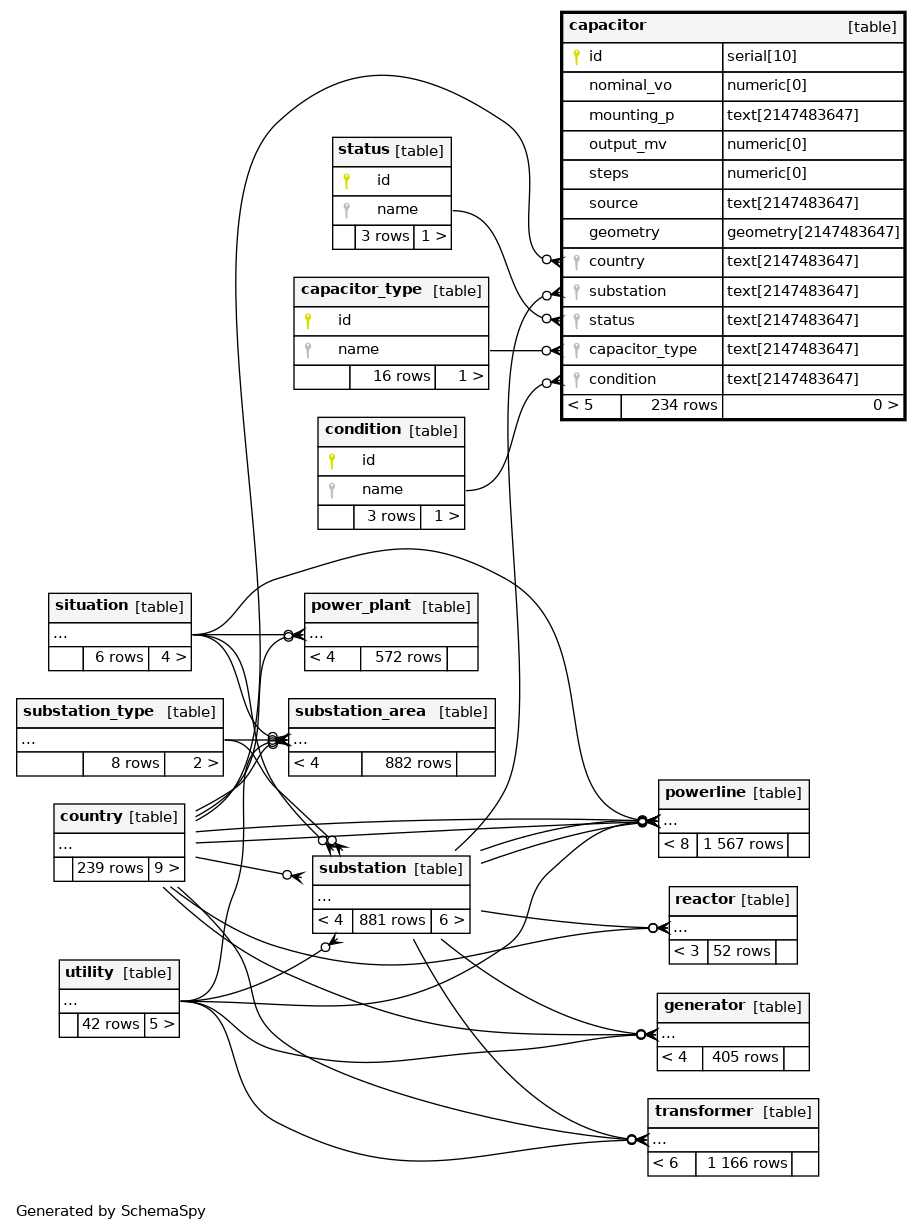 capacitor [table]
id serial[10]
nominal_vo numeric[0]
mounting_p text[2147483647]
output_mv numeric[0]
steps numeric[0]
source text[2147483647]
geometry geometry[2147483647]
country text[2147483647]
substation text[2147483647]
status text[2147483647]
capacitor_type text[2147483647]
condition text[2147483647]
< 5 234 rows 0 >
status [table]
id
name
3 rows 1 >
capacitor_type [table]
id
name
16 rows 1 >
condition [table]
id
name
3 rows 1 >
situation [table]
...
6 rows 4 >
power_plant [table]
...
< 4 572 rows
substation_type [table]
...
8 rows 2 >
substation_area [table]
...
< 4 882 rows
country [table]
...
239 rows 9 >
powerline [table]
...
< 8 1 567 rows
substation [table]
...
< 4 881 rows 6 >
reactor [table]
...
< 3 52 rows
utility [table]
...
42 rows 5 >
generator [table]
...
< 4 405 rows
transformer [table]
...
< 6 1 166 rows
Generated by SchemaSpy